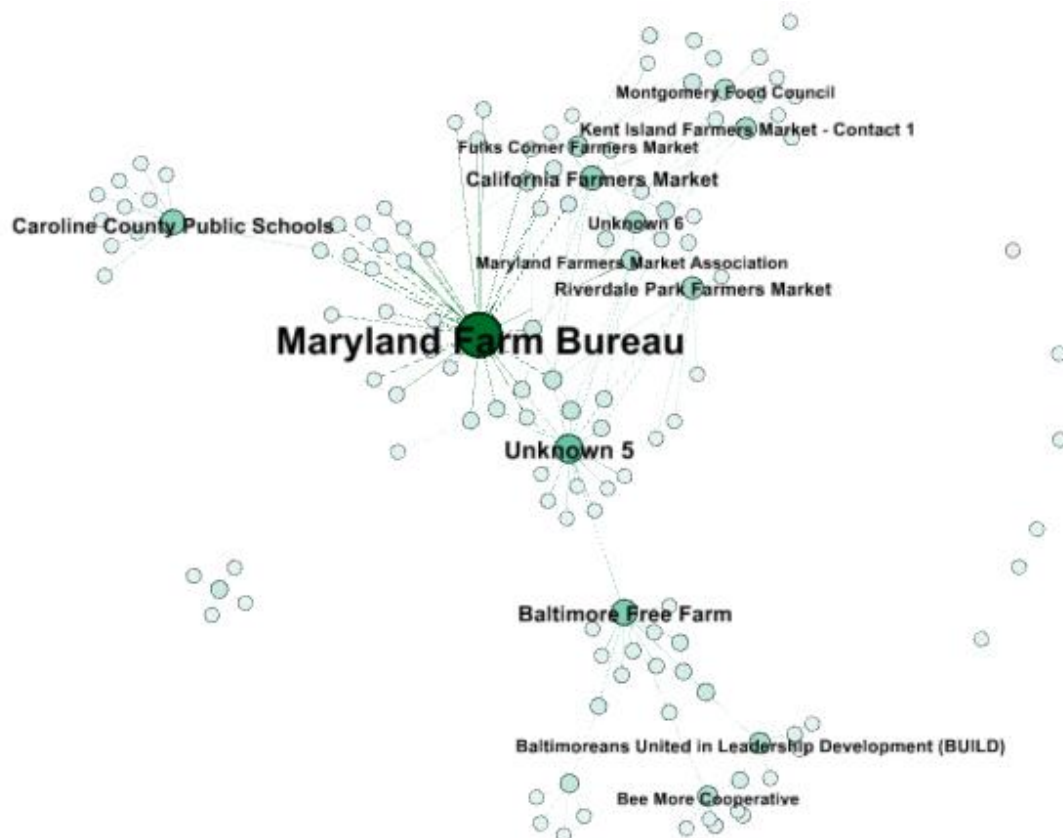 Montgomery Food Council
Kent Island Farmers Market - Contact 1
Fulks Corner Farmers Market
California Farmers Market
Caroline County Public Schools
Unknown 6
Maryland Farmers Market Association
Riverdale Park Farmers Market
Maryland Farm Bureau
Unknown 5
Baltimore Free Farm
Baltimoreans United in Leadership Development (BUILD)
Bee More Cooperative